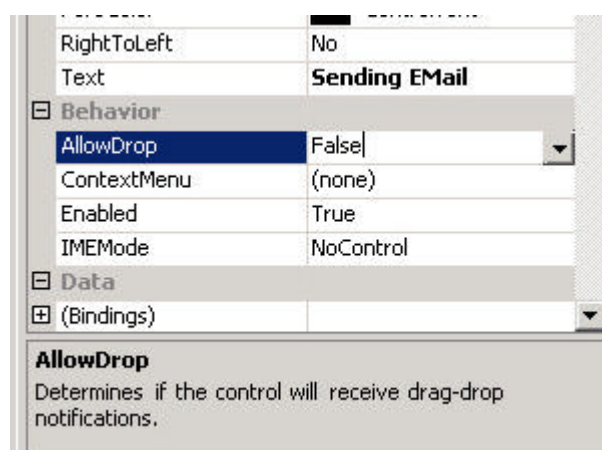 RightToLeft No
Text Sending EMail
Behavior
AllowDrop False
ContextMenu (none)
Enabled True
IMEMode NoControl
Data
(Bindings)
AllowDrop
Determines if the control will receive drag-drop
notifications.